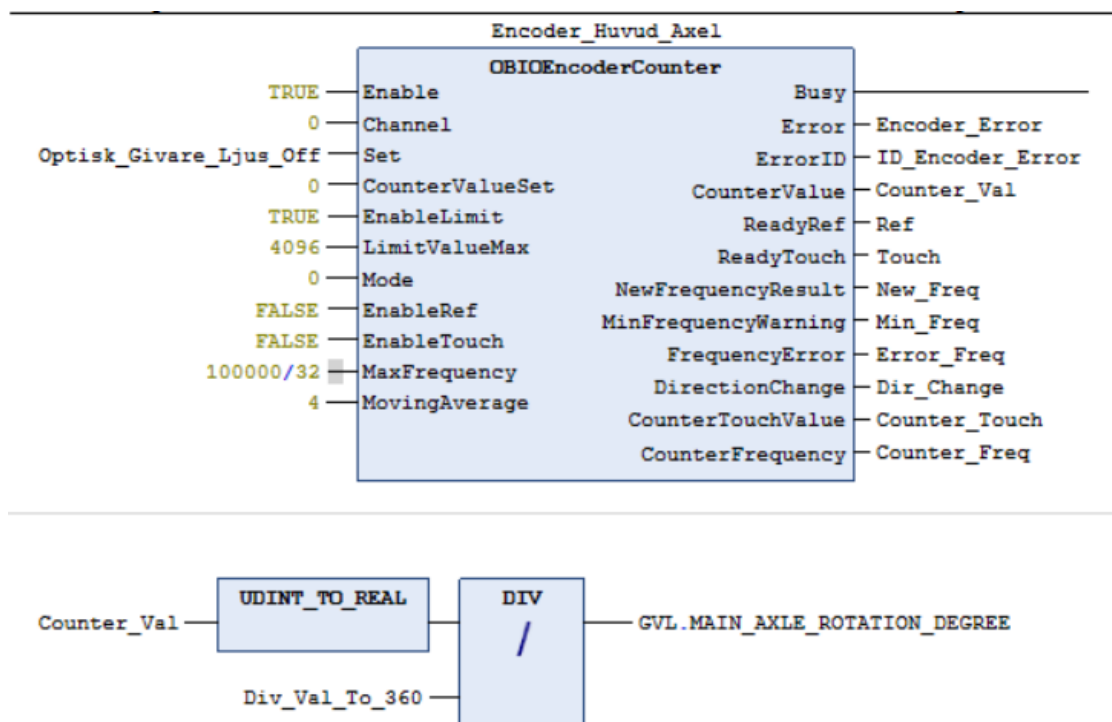 Encoder_Huvud_Axel
OBIOEncoderCounter
TRUE Enable Busy
0 Channel Error Encoder_Error
Optisk_Givare_Ljus_Off Set ErrorID ID_Encoder_Error
0 CounterValueSet CounterValue Counter_Val
TRUE EnableLimit ReadyRef Ref
4096 LimitValueMax ReadyTouch Touch
0 Mode NewFrequencyResult New_Freq
FALSE EnableRef MinFrequencyWarning Min_Freq
FALSE EnableTouch FrequencyError Error_Freq
100000/32 MaxFrequency DirectionChange Dir_Change
4 MovingAverage CounterTouchValue Counter_Touch
CounterFrequency Counter_Freq
UDINT_TO_REAL DIV
Counter_Val / GVL.MAIN_AXLE_ROTATION_DEGREE
Div_Val_To_360